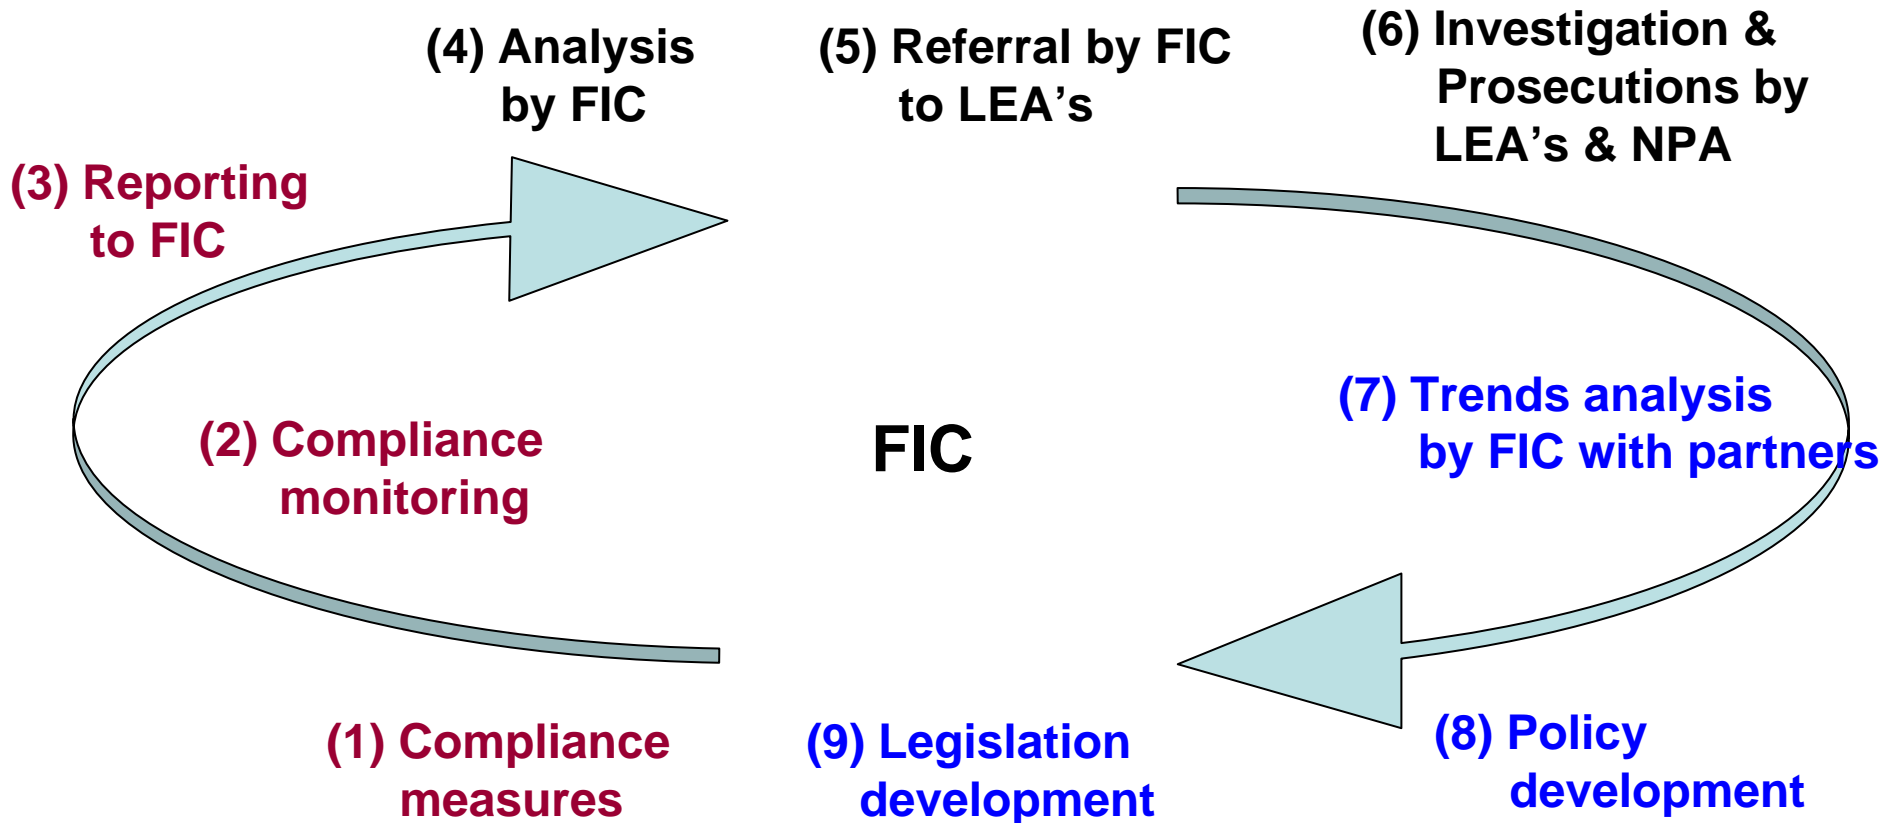 (4) Analysis
by FIC
(5) Referral by FIC
to LEA’s
(6) Investigation &
Prosecutions by
LEA’s & NPA
(3) Reporting
to FIC
(2) Compliance
monitoring
FIC
(7) Trends analysis
by FIC with partners
(1) Compliance
measures
(9) Legislation
development
(8) Policy
development